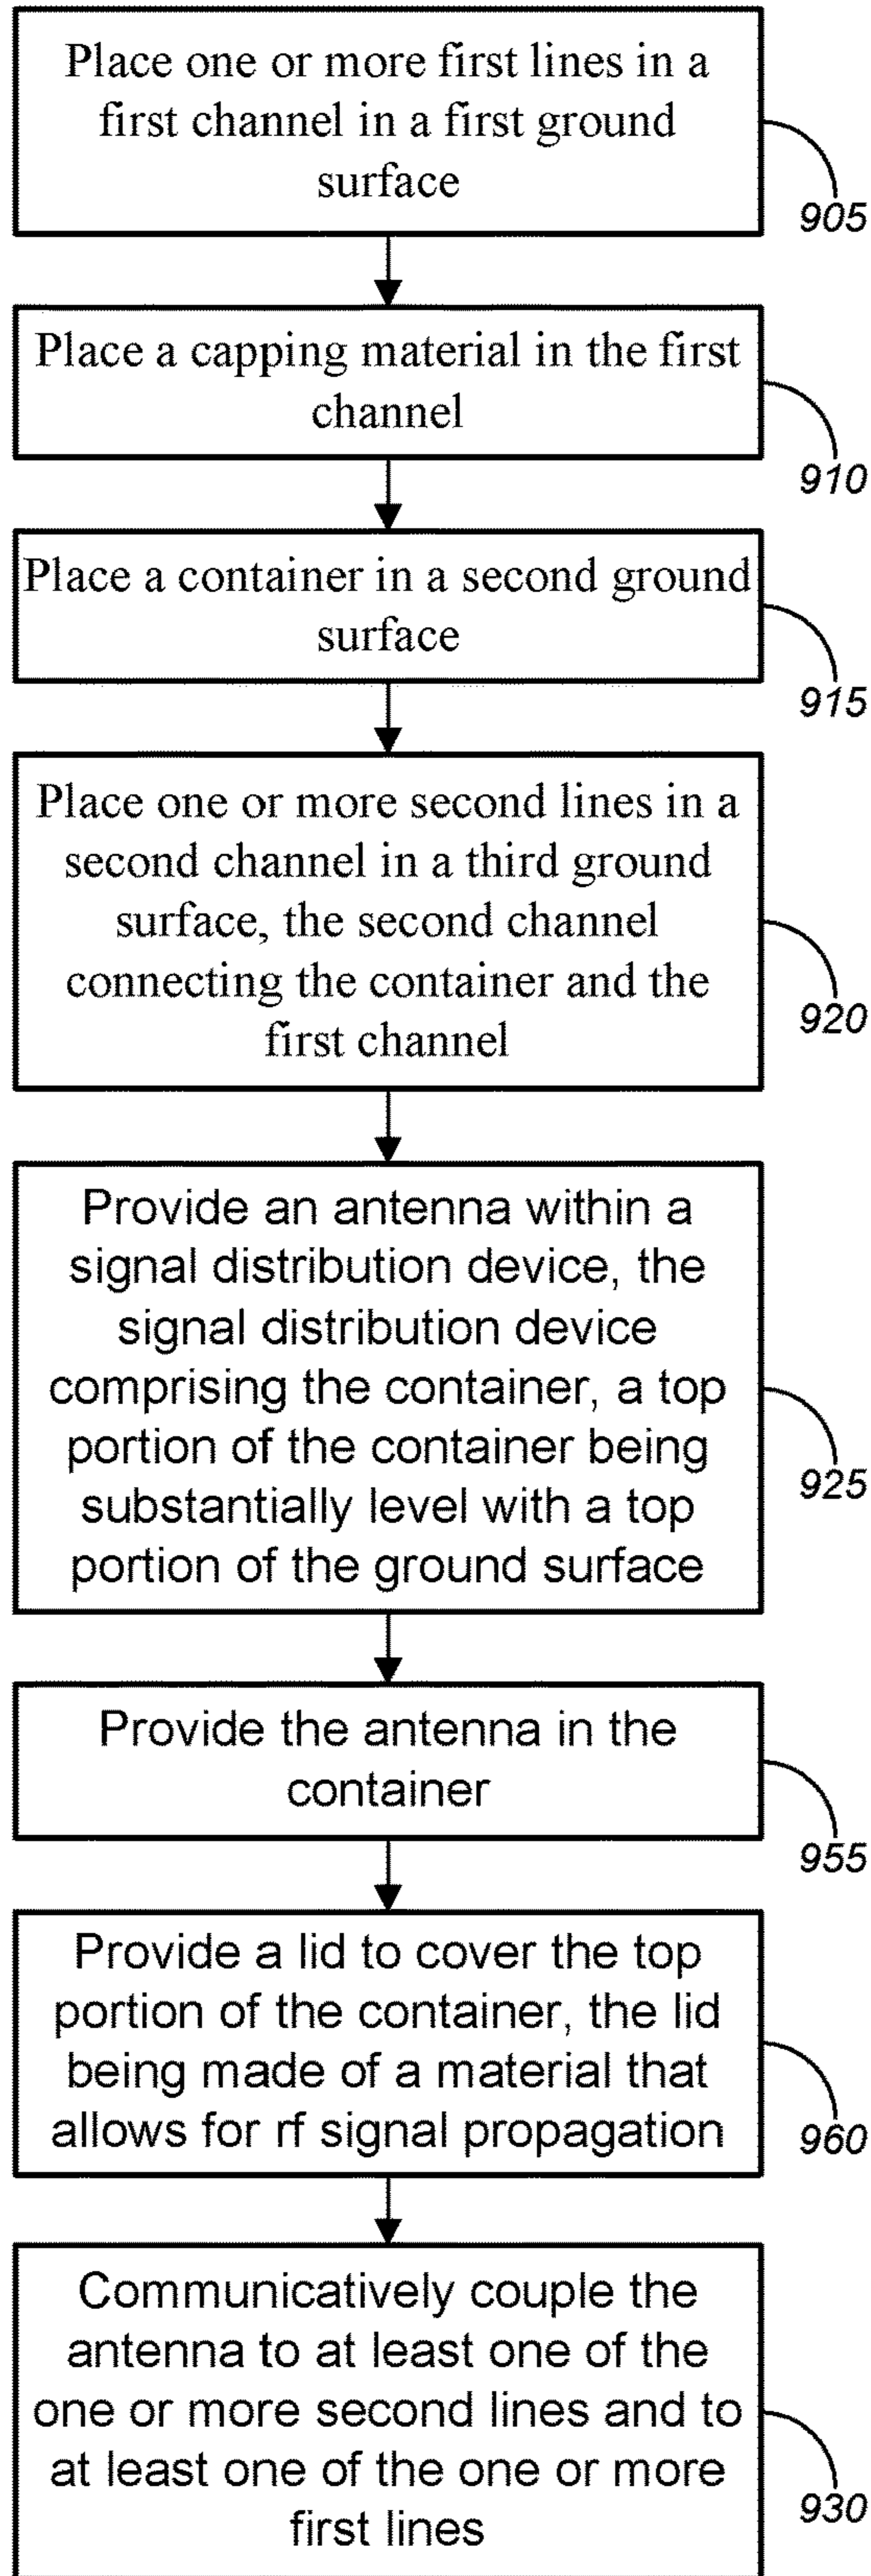 Place one or more first lines in a
first channel in a first ground
surface
905
Place a capping material in the first
channel
910
Place a container in a second ground
surface
915
Place one or more second lines in a
second channel in a third ground
surface, the second channel
connecting the container and the
first channel
920
Provide an antenna within a
signal distribution device, the
signal distribution device
comprising the container, a top
portion of the container being
substantially level with a top
portion of the ground surface
925
Provide the antenna in the
container
955
Provide a lid to cover the top
portion of the container, the lid
being made of a material that
allows for rf signal propagation
960
Communicatively couple the
antenna to at least one of the
one or more second lines and to
at least one of the one or more
first lines
930